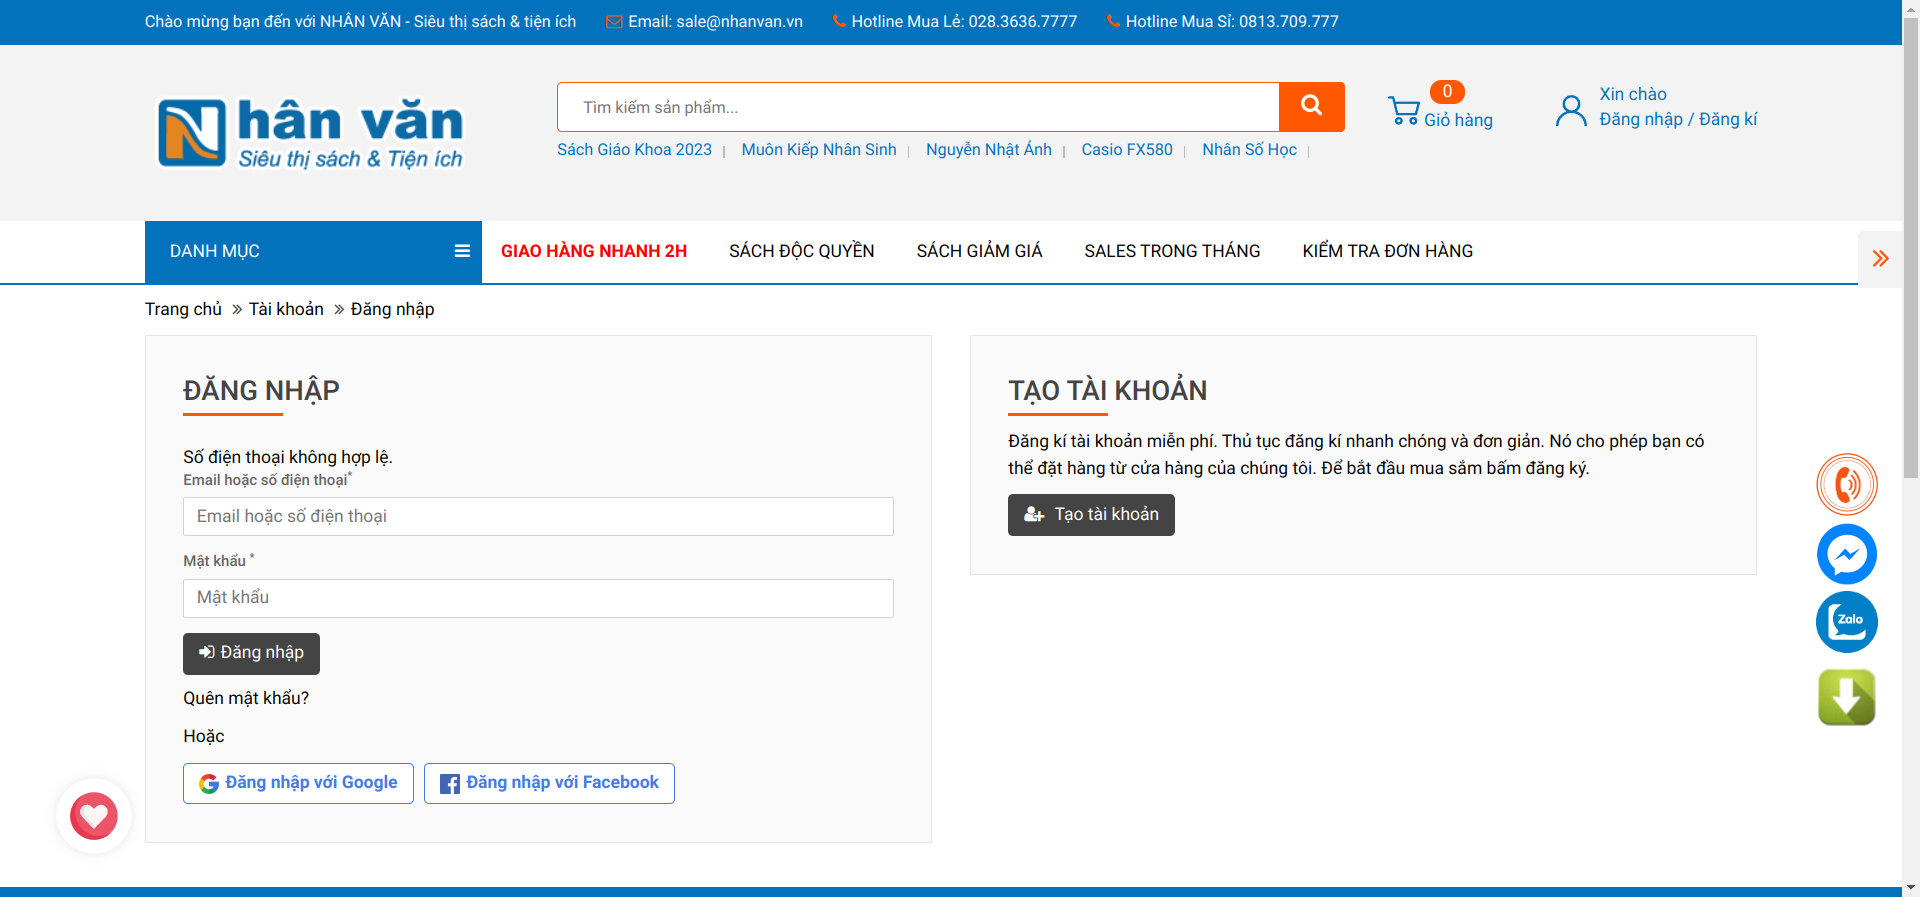 Chào mừng bạn đến với NHÂN VĂN - Siêu thị sách & tiện ích
Email: sale@nhanvan.vn
Hotline Mua Lẻ: 028.3636.7777
Hotline Mua Sỉ: 0813.709.777
Nhân văn
Siêu thị sách & Tiện ích
Tìm kiếm sản phẩm...
0
Giỏ hàng
Xin chào
Đăng nhập / Đăng kí
Sách Giáo Khoa 2023 | Muôn Kiếp Nhân Sinh | Nguyễn Nhật Ánh | Casio FX580 | Nhân Số Học |
DANH MỤC
GIAO HÀNG NHANH 2H
SÁCH ĐỘC QUYỀN
SÁCH GIẢM GIÁ
SALES TRONG THÁNG
KIỂM TRA ĐƠN HÀNG
Trang chủ » Tài khoản » Đăng nhập
ĐĂNG NHẬP
Số điện thoại không hợp lệ.
Email hoặc số điện thoại*
Email hoặc số điện thoại
Mật khẩu *
Mật khẩu
Đăng nhập
Quên mật khẩu?
Hoặc
Đăng nhập với Google
Đăng nhập với Facebook
TẠO TÀI KHOẢN
Đăng kí tài khoản miễn phí. Thủ tục đăng kí nhanh chóng và đơn giản. Nó cho phép bạn có
thể đặt hàng từ cửa hàng của chúng tôi. Để bắt đầu mua sắm bấm đăng ký.
Tạo tài khoản
Zalo